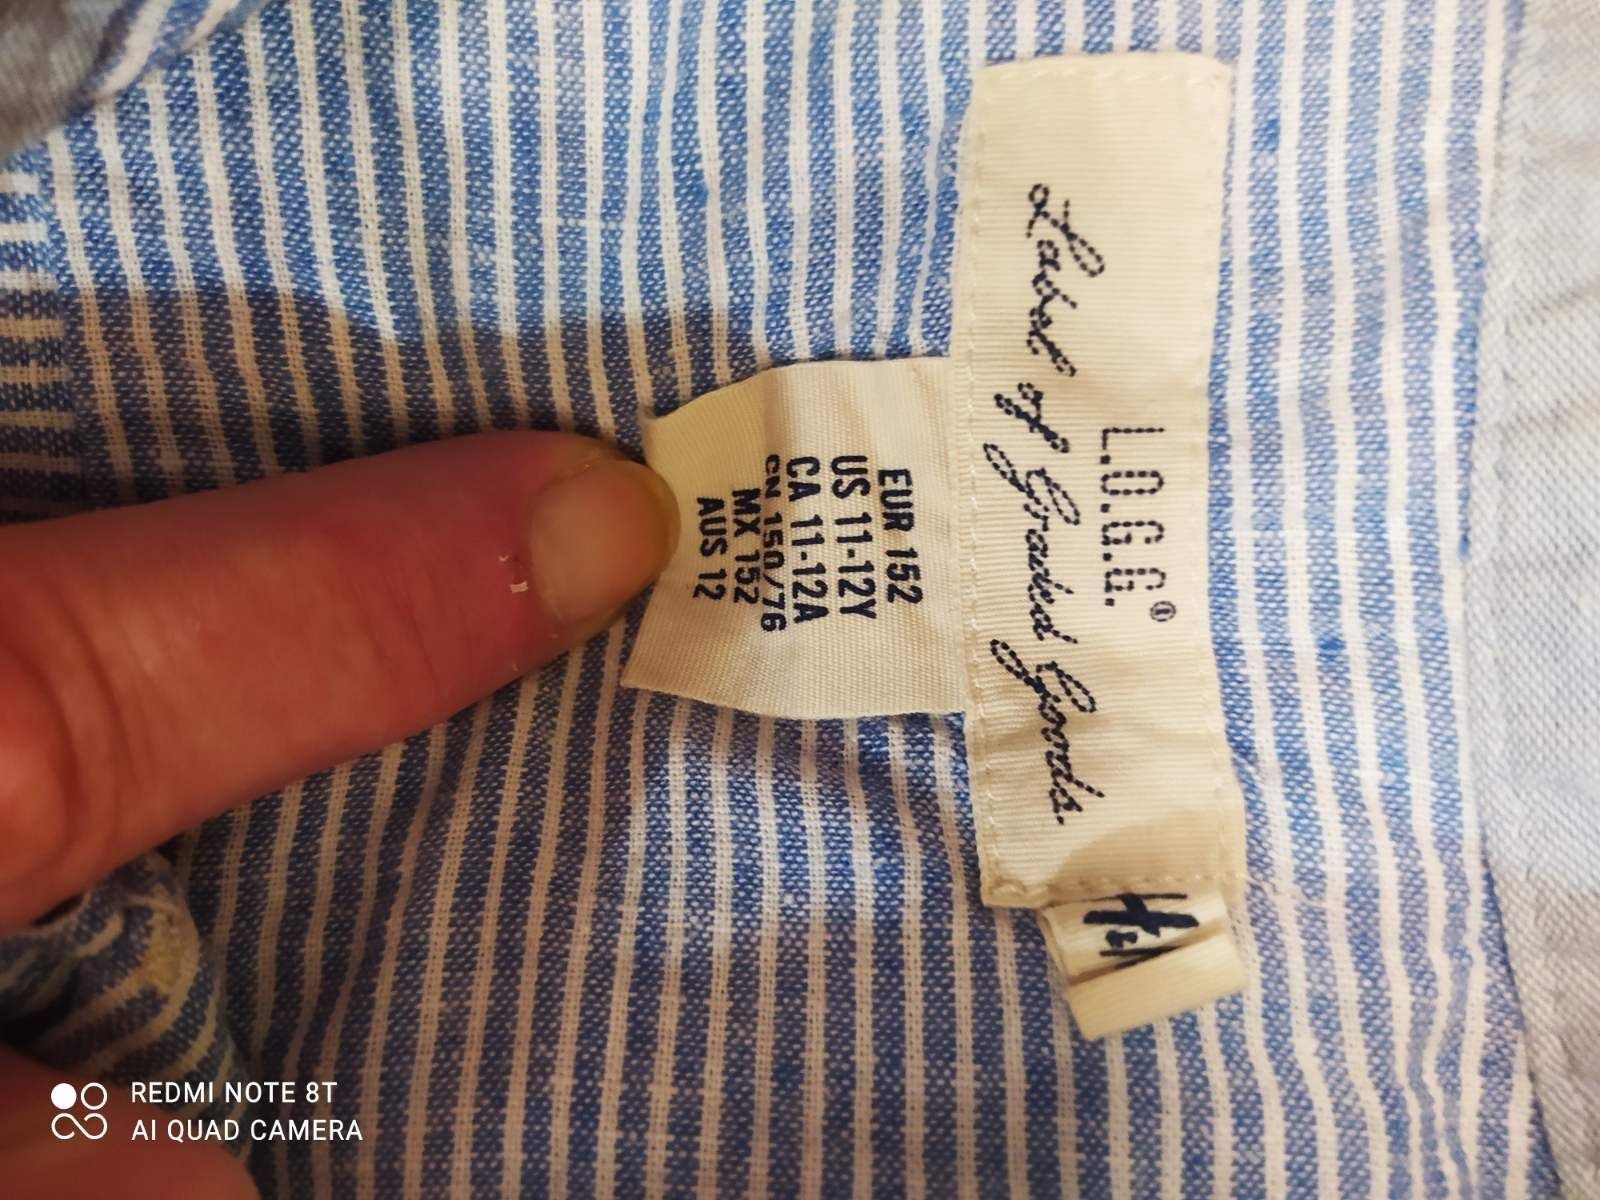 L.O.G.G.®
Label of Graded Goods.
H&M
EUR 152
US 11-12Y
CA 11-12A
CN 150/76
MX 152
AUS 12
REDMI NOTE 8T
AI QUAD CAMERA